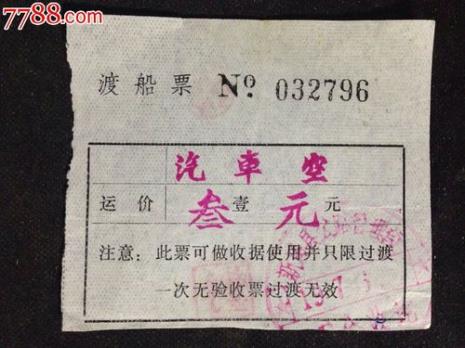 7788.com
渡船票 № 032796
汽車空
运价 叁壹元元
注意：此票可做收据使用并只限过渡
一次无验收票过渡无效